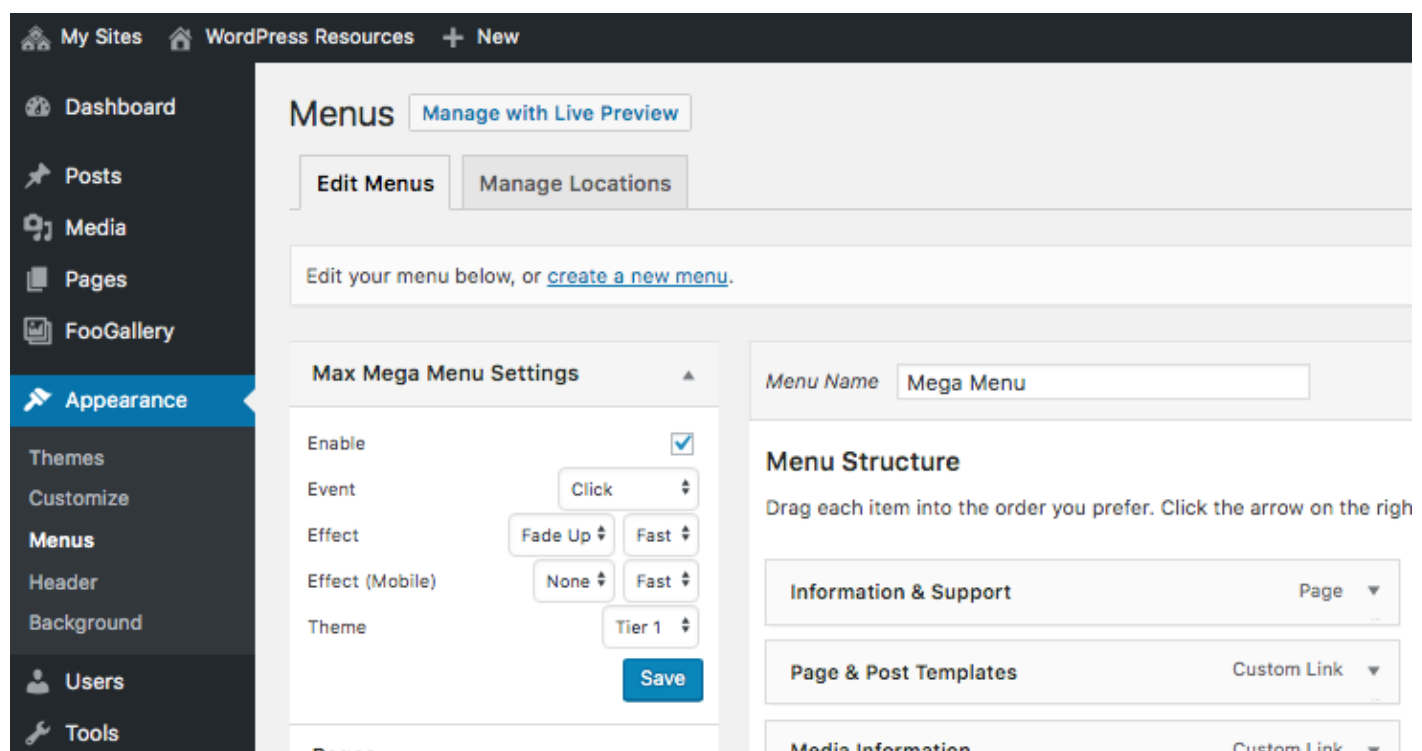 My Sites WordPress Resources + New
Dashboard
Posts
Media
Pages
FooGallery
Appearance
Themes
Customize
Menus
Header
Background
Users
Tools
Menus Manage with Live Preview
Edit Menus Manage Locations
Edit your menu below, or create a new menu.
Max Mega Menu Settings
Enable
Event Click
Effect Fade Up Fast
Effect (Mobile) None Fast
Theme Tier 1
Save
Menu Name Mega Menu
Menu Structure
Drag each item into the order you prefer. Click the arrow on the righ
Information & Support Page
Page & Post Templates Custom Link
Media Information Custom Link